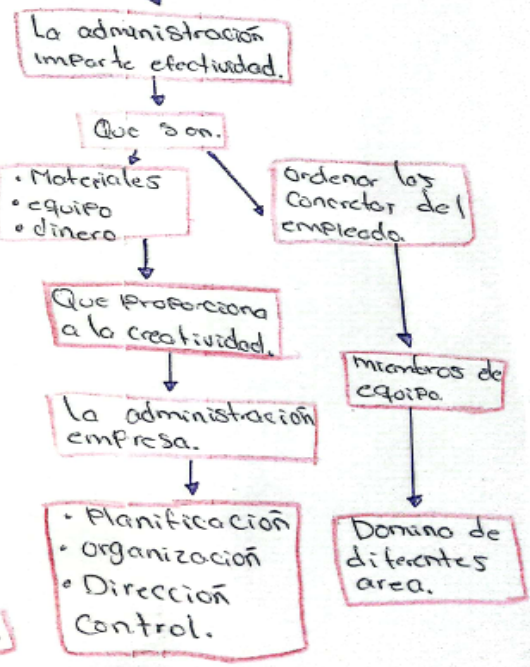 La administración
imparte efectividad.
Que son.
• Materiales
• equipo
• dinero
ordenar los
concretos del
empleado.
Que proporciona
a la creatividad.
miembros de
equipo.
la administración
empresa.
• Planificación
• organización
• Dirección
Control.
Domino de
diferentes
area.